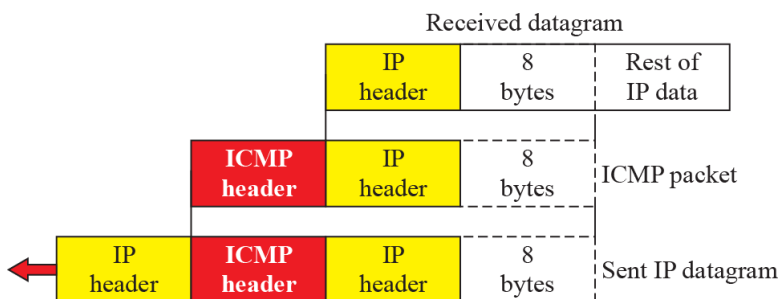 Received datagram
IP header
8 bytes
Rest of IP data
ICMP header
IP header
8 bytes
ICMP packet
IP header
ICMP header
IP header
8 bytes
Sent IP datagram